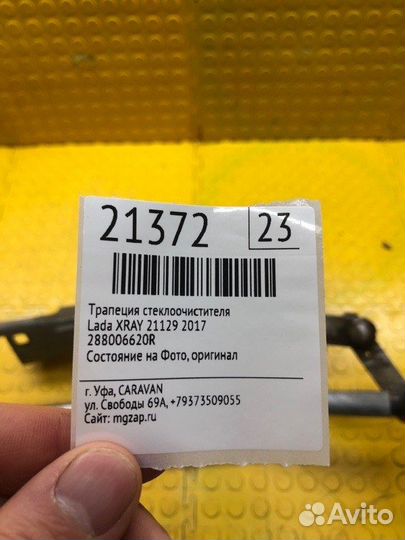 21372 23
Трапеция стеклоочистителя
Lada XRAY 21129 2017
288006620R
Состояние на Фото, оригинал
г. Уфа, CARAVAN
ул. Свободы 69А, +79373509055
Сайт: mgzap.ru
Avito